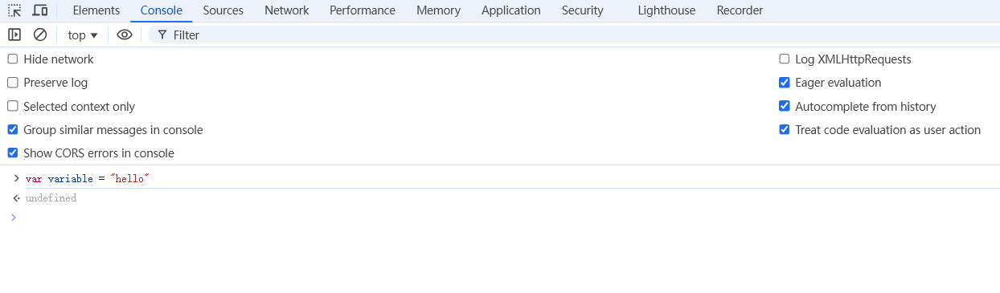 Elements Console Sources Network Performance Memory Application Security Lighthouse Recorder
top Filter
Hide network Log XMLHttpRequests
Preserve log Eager evaluation
Selected context only Autocomplete from history
Group similar messages in console Treat code evaluation as user action
Show CORS errors in console
var variable = "hello"
undefined